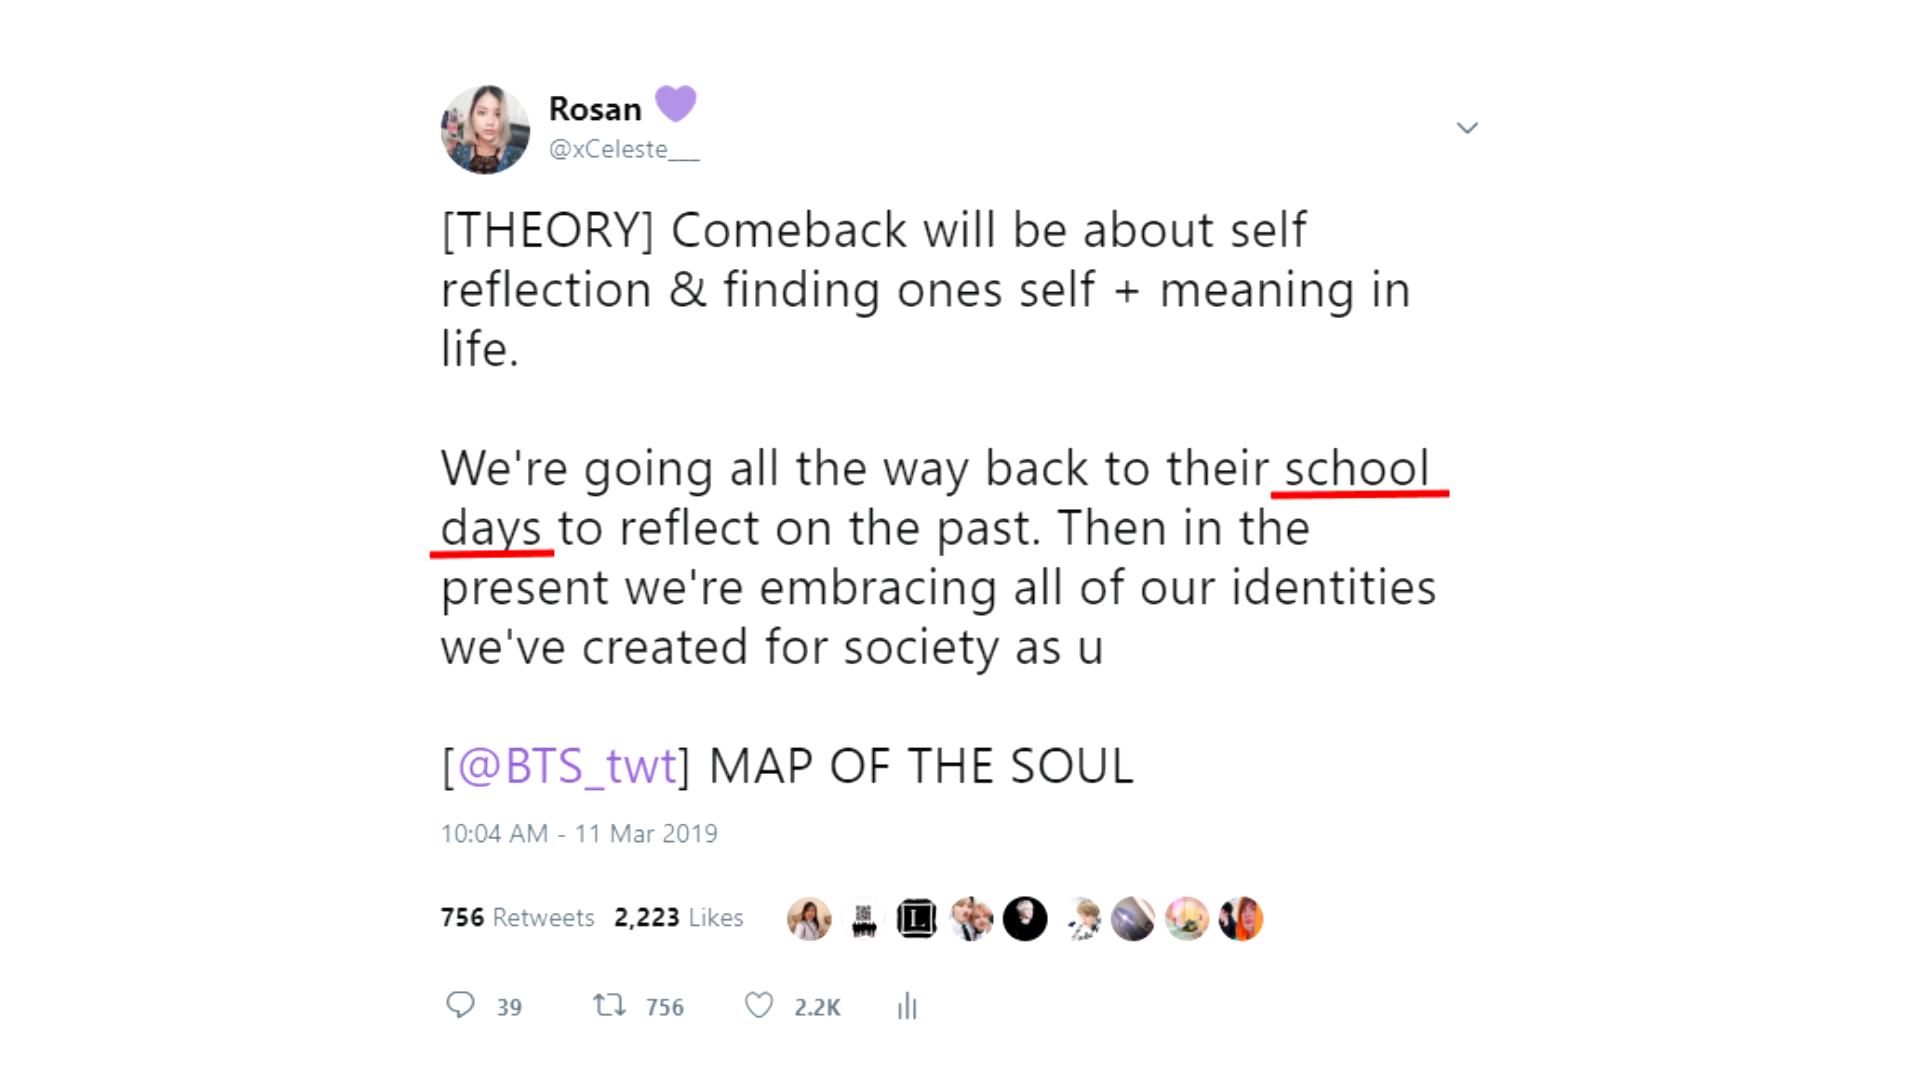 Rosan 💜
@xCeleste___
[THEORY] Comeback will be about self
reflection & finding ones self + meaning in
life.
We're going all the way back to their school
days to reflect on the past. Then in the
present we're embracing all of our identities
we've created for society as u
[@BTS_twt] MAP OF THE SOUL
10:04 AM - 11 Mar 2019
756 Retweets 2,223 Likes
L
39 756 2.2K